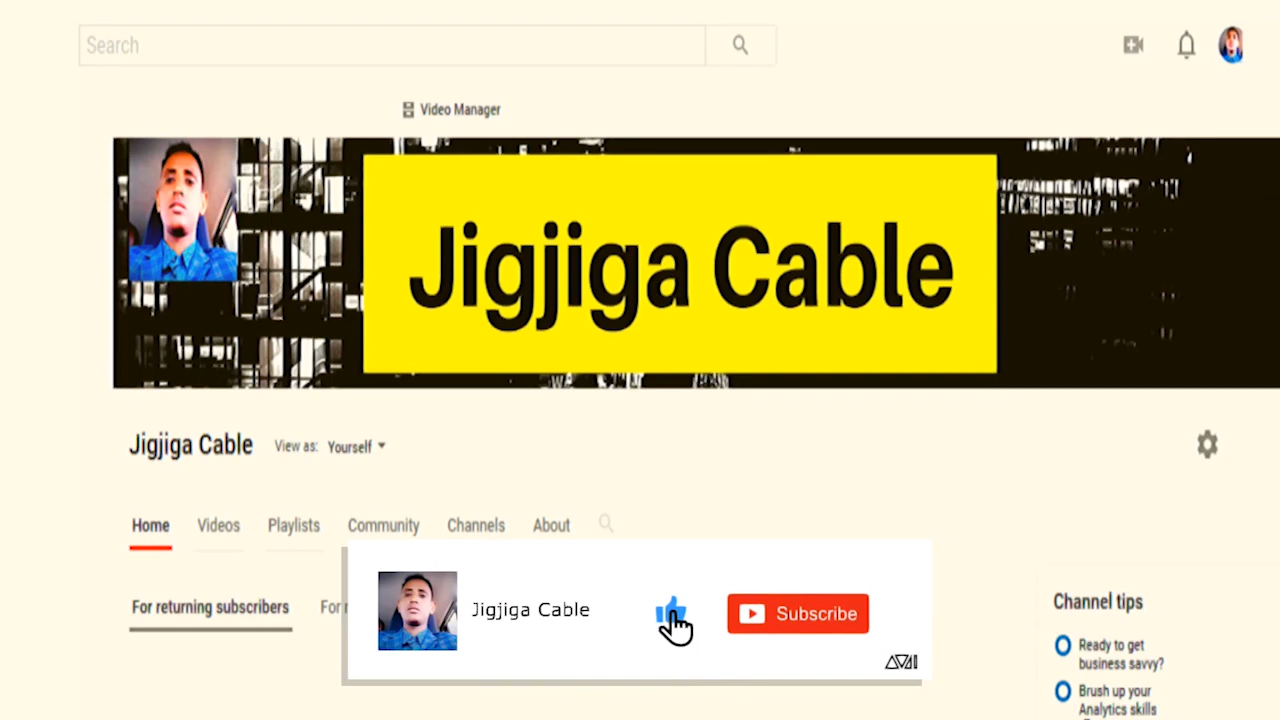 Search
Video Manager
Jigjiga Cable
Jigjiga Cable View as: Yourself
Home Videos Playlists Community Channels About
For returning subscribers For
Jigjiga Cable Subscribe
Channel tips
Ready to get
business savvy?
Brush up your
Analytics skills